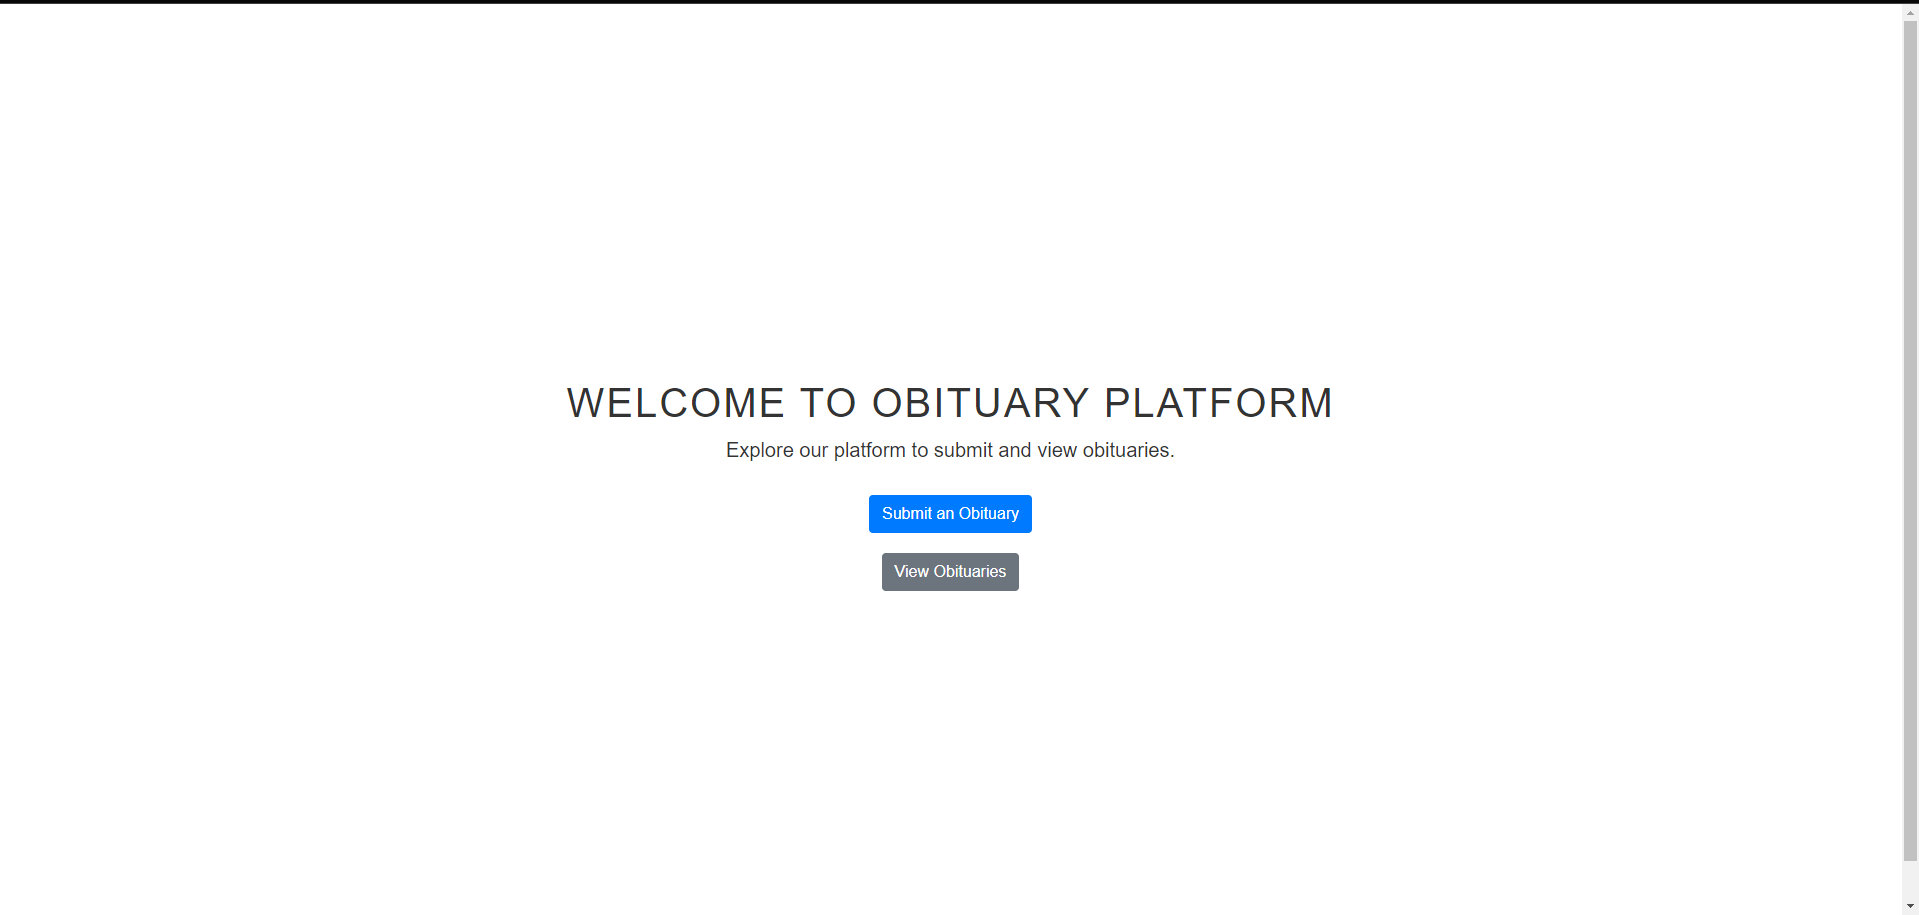 WELCOME TO OBITUARY PLATFORM
Explore our platform to submit and view obituaries.
Submit an Obituary
View Obituaries